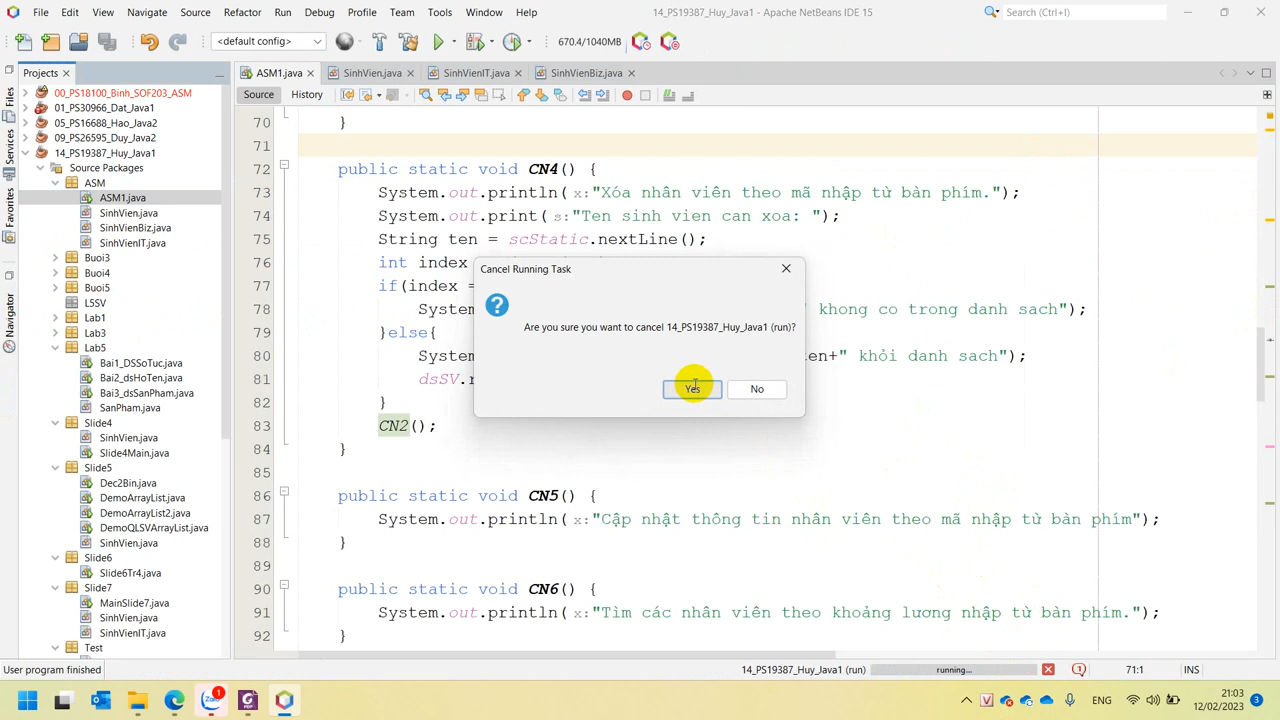 File Edit View Navigate Source Refactor Run Debug Profile Team Tools Window Help
14_PS19387_Huy_Java1 - Apache NetBeans IDE 15
Search (Ctrl+I)
<default config>
670.4/1040MB
Projects
ASM1.java
SinhVien.java
SinhVienIT.java
SinhVienBiz.java
Source
History
Files
Services
Favorites
Navigator
00_PS18100_Binh_SOF203_ASM
01_PS30966_Dat_Java1
05_PS16688_Hao_Java2
09_PS26595_Duy_Java2
14_PS19387_Huy_Java1
Source Packages
ASM
ASM1.java
SinhVien.java
SinhVienBiz.java
SinhVienIT.java
Buoi3
Buoi4
Buoi5
L5SV
Lab1
Lab3
Lab5
Bai1_DSSoTuc.java
Bai2_dsHoTen.java
Bai3_dsSanPham.java
SanPham.java
Slide4
SinhVien.java
Slide4Main.java
Slide5
Dec2Bin.java
DemoArrayList.java
DemoArrayList2.java
DemoQLSVArrayList.java
SinhVien.java
Slide6
Slide6Tr4.java
Slide7
MainSlide7.java
SinhVien.java
SinhVienIT.java
Test
70 }
71
72 public static void CN4() {
73 System.out.println(x:"Xóa nhân viên theo mã nhập từ bàn phím.");
74 System.out.print(s:"Ten sinh vien can xoa: ");
75 String ten = scStatic.nextLine();
76 int index
77 if(index =
78 System " khong co trong danh sach");
79 }else{
80 System en+" khỏi danh sach");
81 dsSV.r
82 }
83 CN2();
84 }
85
86 public static void CN5() {
87 System.out.println(x:"Cập nhật thông tin nhân viên theo mã nhập từ bàn phím");
88 }
89
90 public static void CN6() {
91 System.out.println(x:"Tìm các nhân viên theo khoảng lương nhập từ bàn phím.");
92 }
Cancel Running Task
Are you sure you want to cancel 14_PS19387_Huy_Java1 (run)?
Yes
No
User program finished
14_PS19387_Huy_Java1 (run)
running...
1
71:1
INS
Zalo
1
ENG
21:03
12/02/2023
3